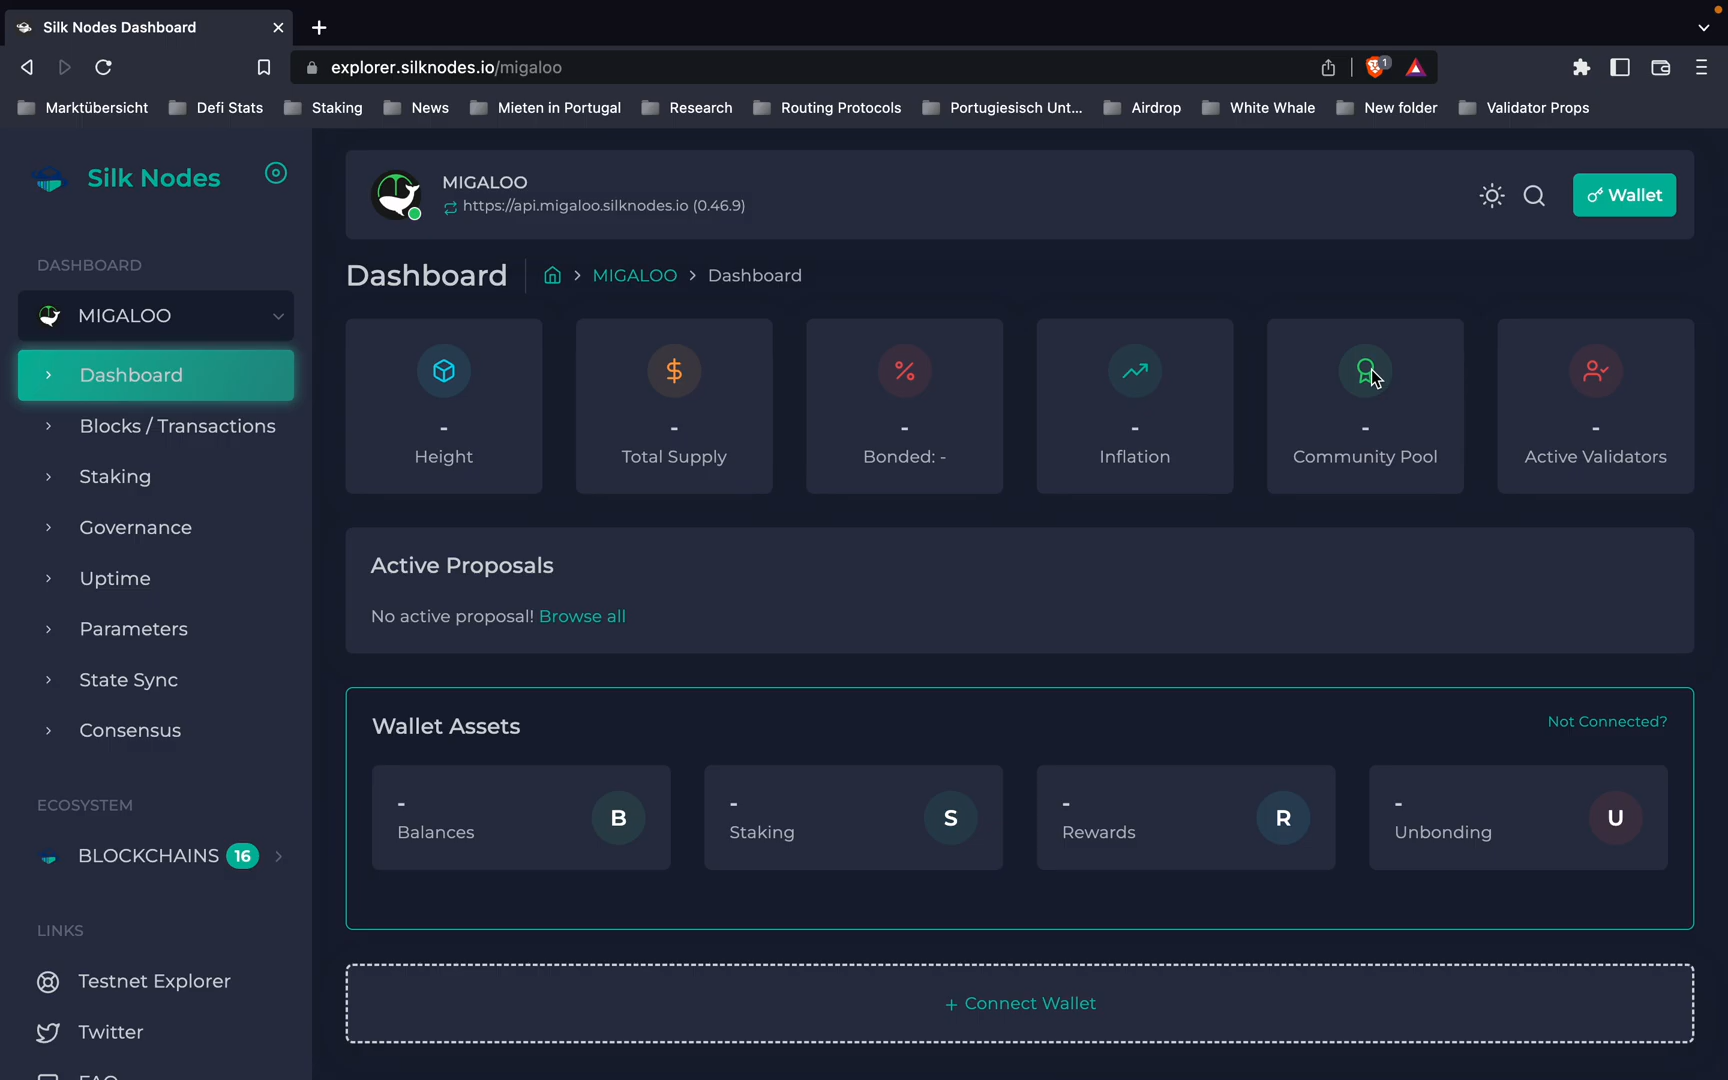 Silk Nodes Dashboard
explorer.silknodes.io/migaloo
1
Marktübersicht
Defi Stats
Staking
News
Mieten in Portugal
Research
Routing Protocols
Portugiesisch Unt...
Airdrop
White Whale
New folder
Validator Props
Silk Nodes
MIGALOO
https://api.migaloo.silknodes.io (0.46.9)
Wallet
DASHBOARD
MIGALOO
Dashboard
Blocks / Transactions
Staking
Governance
Uptime
Parameters
State Sync
Consensus
ECOSYSTEM
BLOCKCHAINS 16
LINKS
Testnet Explorer
Twitter
FAQ
Dashboard
MIGALOO > Dashboard
-
Height
-
Total Supply
-
Bonded: -
-
Inflation
-
Community Pool
-
Active Validators
Active Proposals
No active proposal! Browse all
Wallet Assets
Not Connected?
-
Balances
B
-
Staking
S
-
Rewards
R
-
Unbonding
U
+ Connect Wallet